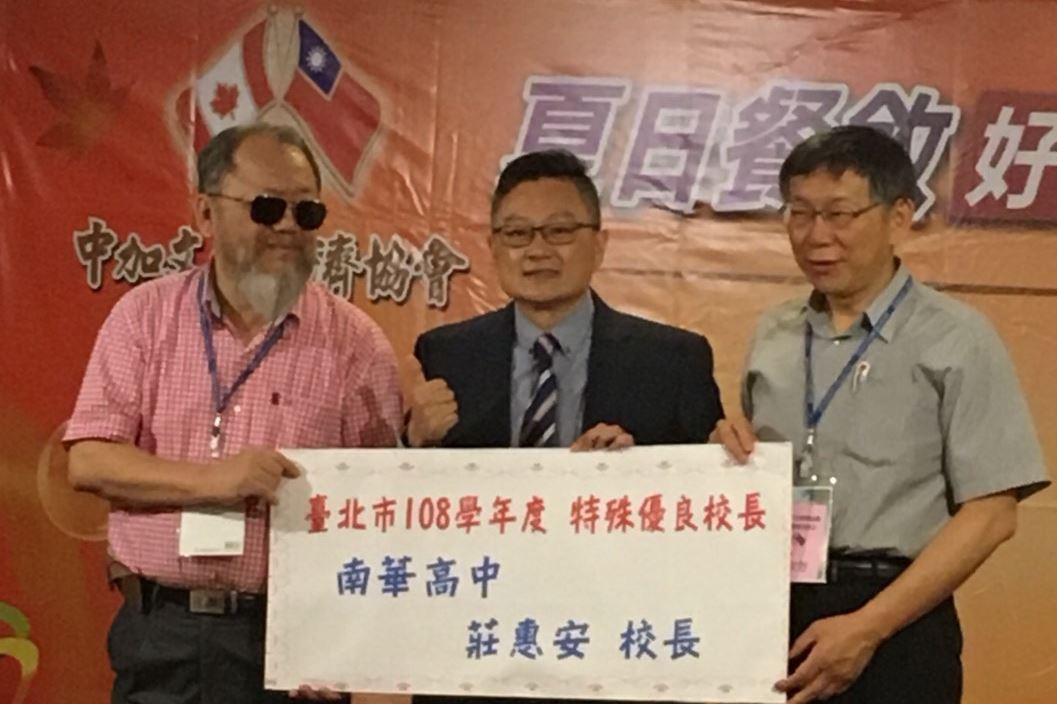 夏日餐敘 好
中加文 濟協會
臺北市108學年度 特殊優良校長
南華高中
莊惠安 校長